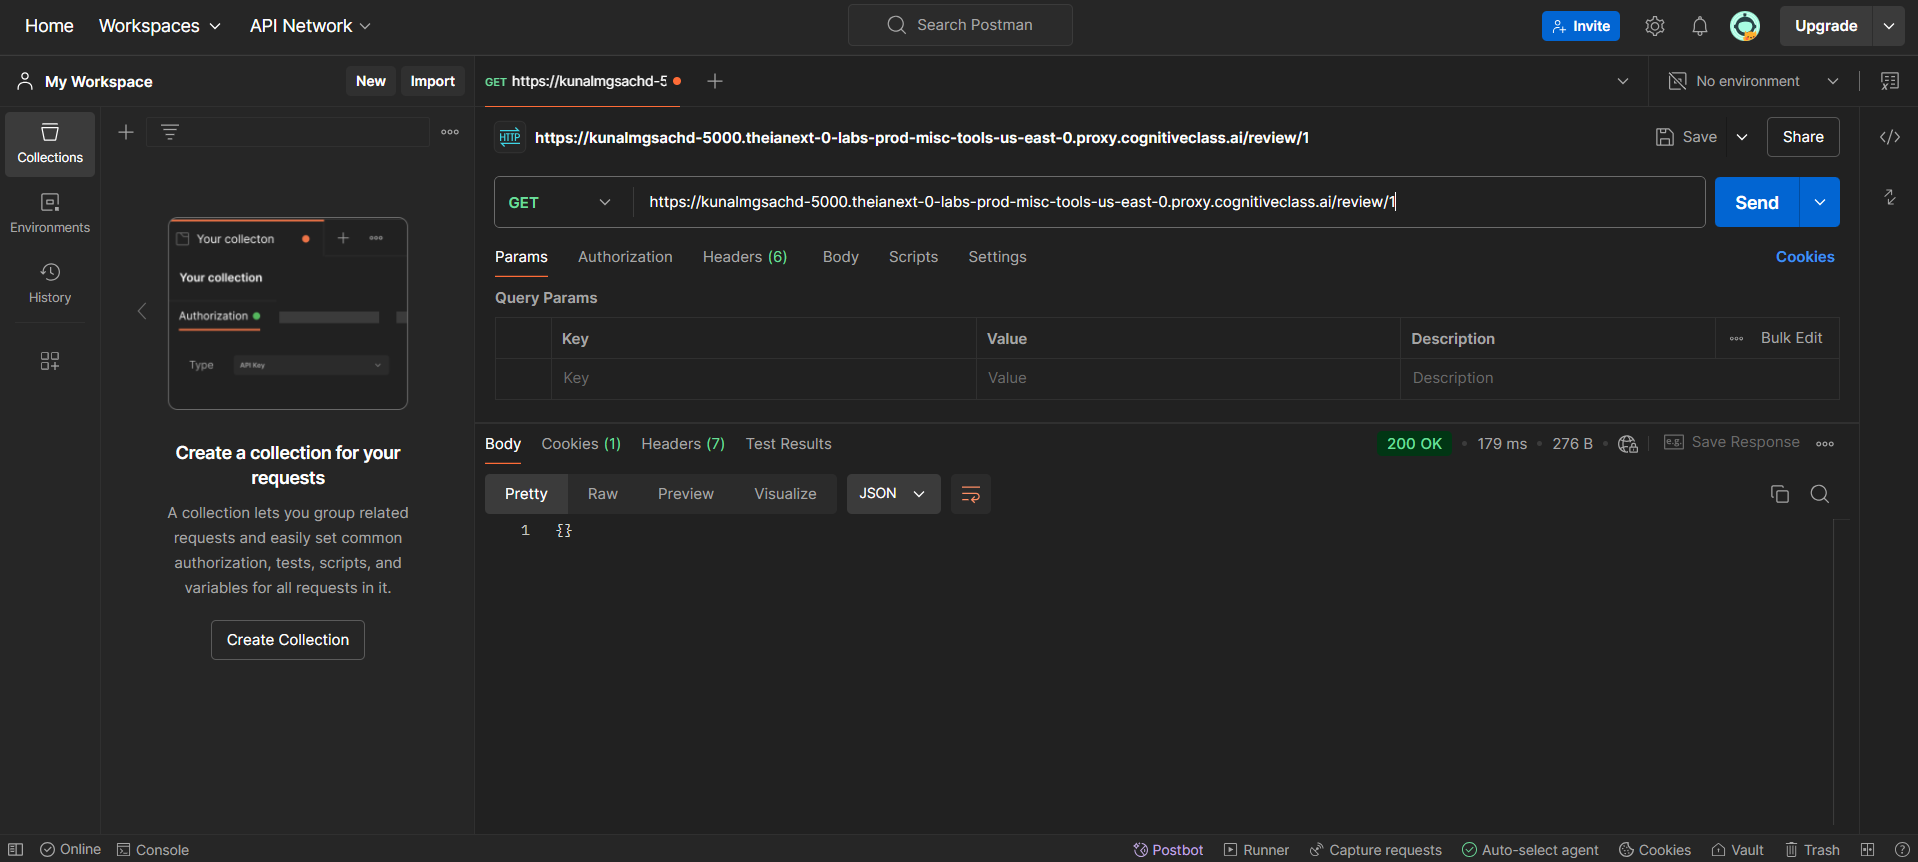 Home Workspaces API Network Search Postman Invite Upgrade
My Workspace New Import GET https://kunalmgsachd-5 No environment
Collections
Environments
History
Your collecton
Your collection
Authorization
Type API Key
Create a collection for your
requests
A collection lets you group related
requests and easily set common
authorization, tests, scripts, and
variables for all requests in it.
Create Collection
HTTP https://kunalmgsachd-5000.theianext-0-labs-prod-misc-tools-us-east-0.proxy.cognitiveclass.ai/review/1 Save Share
GET https://kunalmgsachd-5000.theianext-0-labs-prod-misc-tools-us-east-0.proxy.cognitiveclass.ai/review/1 Send
Params Authorization Headers (6) Body Scripts Settings Cookies
Query Params
Key Value Description Bulk Edit
Key Value Description
Body Cookies (1) Headers (7) Test Results 200 OK 179 ms 276 B e.g. Save Response
Pretty Raw Preview Visualize JSON
1 {}
Online Console Postbot Runner Capture requests Auto-select agent Cookies Vault Trash